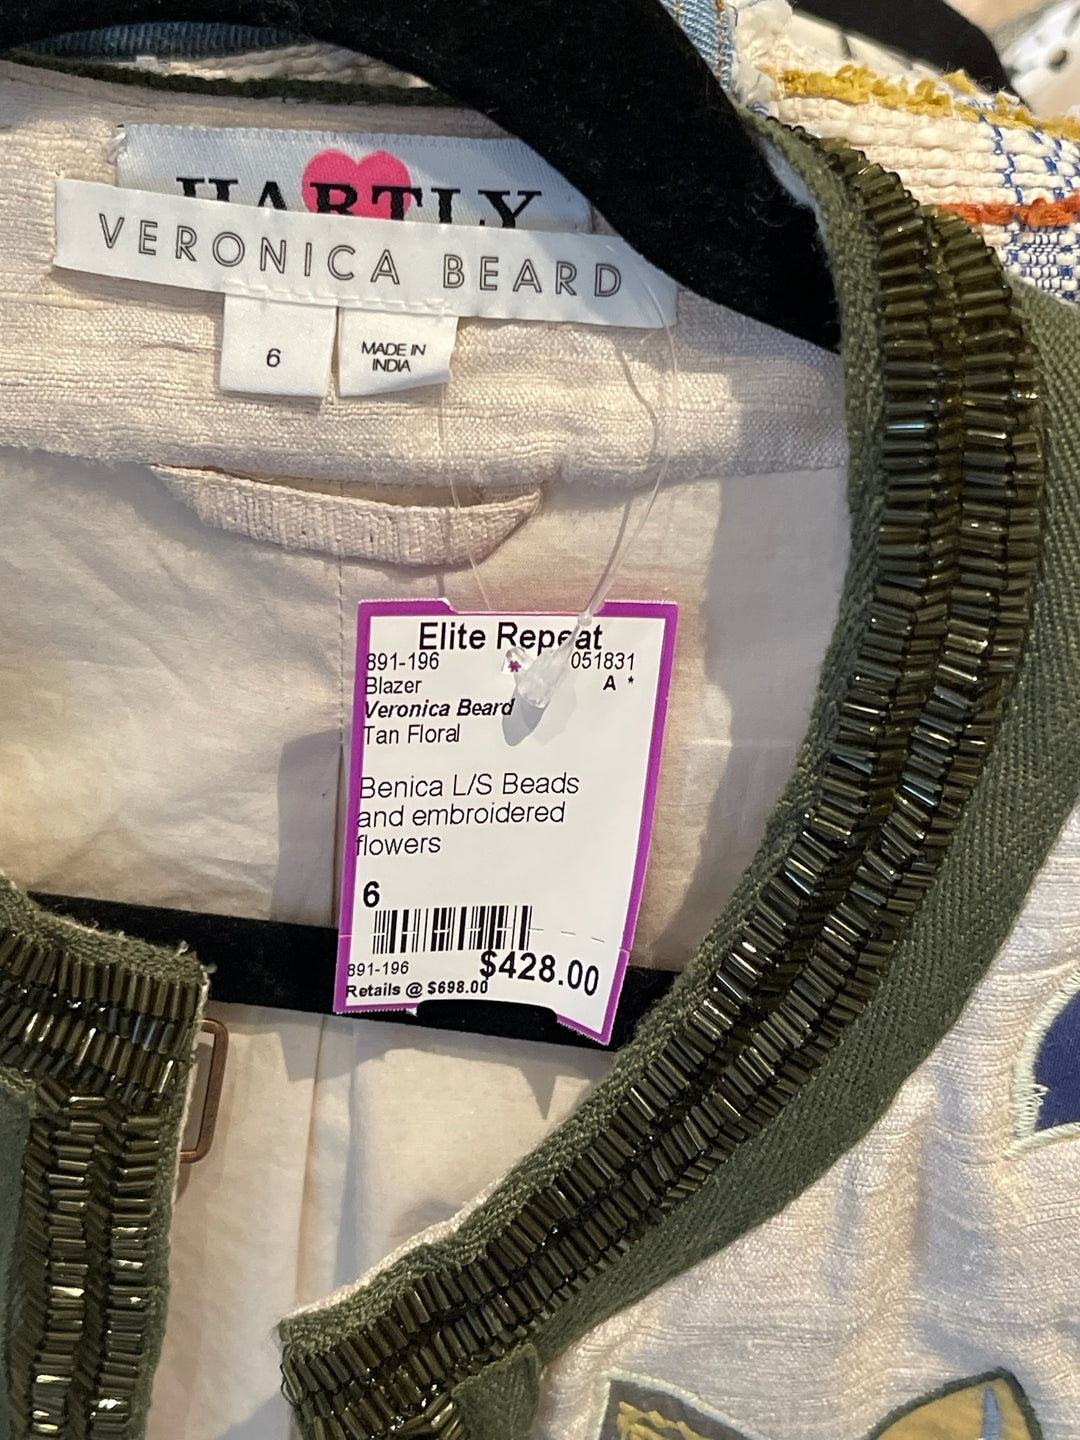 HARTLY
VERONICA BEARD
6
MADE IN
INDIA
Elite Repeat
891-196 * 051831
Blazer A *
Veronica Beard
Tan Floral
Benica L/S Beads
and embroidered
flowers
6
891-196 $428.00
Retails @ $698.00